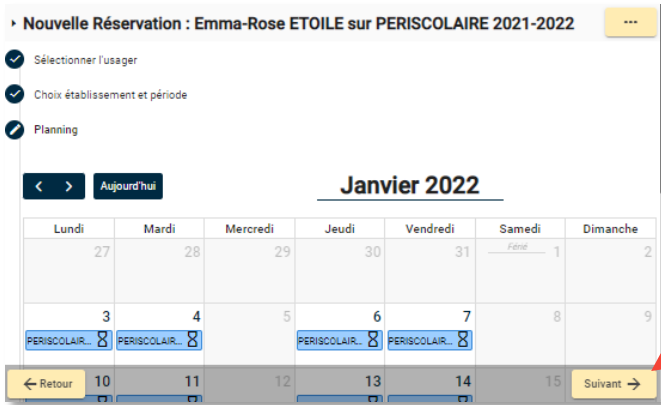 Nouvelle Réservation : Emma-Rose ETOILE sur PERISCOLAIRE 2021-2022 ...
Sélectionner l'usager
Choix établissement et période
Planning
< > Aujourd'hui Janvier 2022
Lundi Mardi Mercredi Jeudi Vendredi Samedi Dimanche
27 28 29 30 31 Férié 1 2
3 4 5 6 7 8 9
PERISCOLAIR... PERISCOLAIR... PERISCOLAIR... PERISCOLAIR...
← Retour 10 11 12 13 14 15 Suivant →